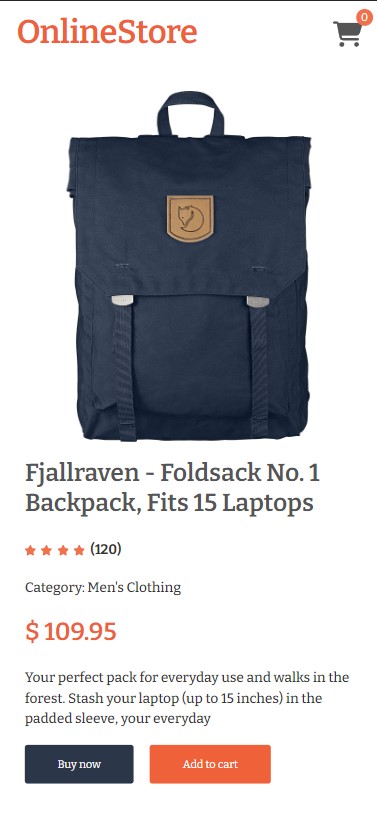 OnlineStore
0
Fjallraven - Foldsack No. 1
Backpack, Fits 15 Laptops
(120)
Category: Men's Clothing
$ 109.95
Your perfect pack for everyday use and walks in the
forest. Stash your laptop (up to 15 inches) in the
padded sleeve, your everyday
Buy now
Add to cart